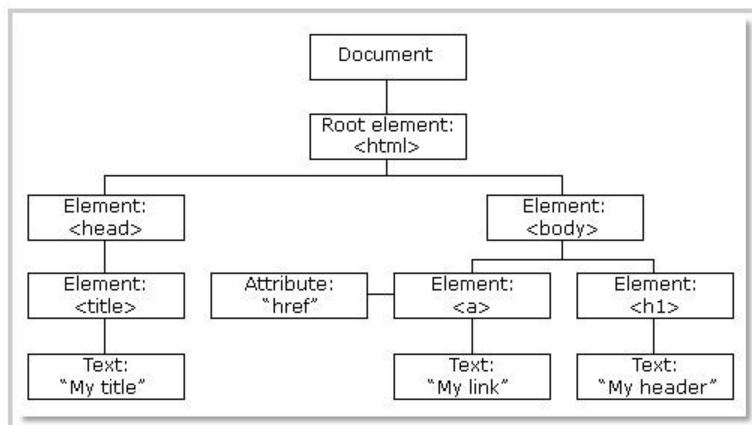 Document
Root element:
<html>
Element:
<head>
Element:
<body>
Element:
<title>
Attribute:
“href”
Element:
<a>
Element:
<h1>
Text:
“My title”
Text:
“My link”
Text:
“My header”